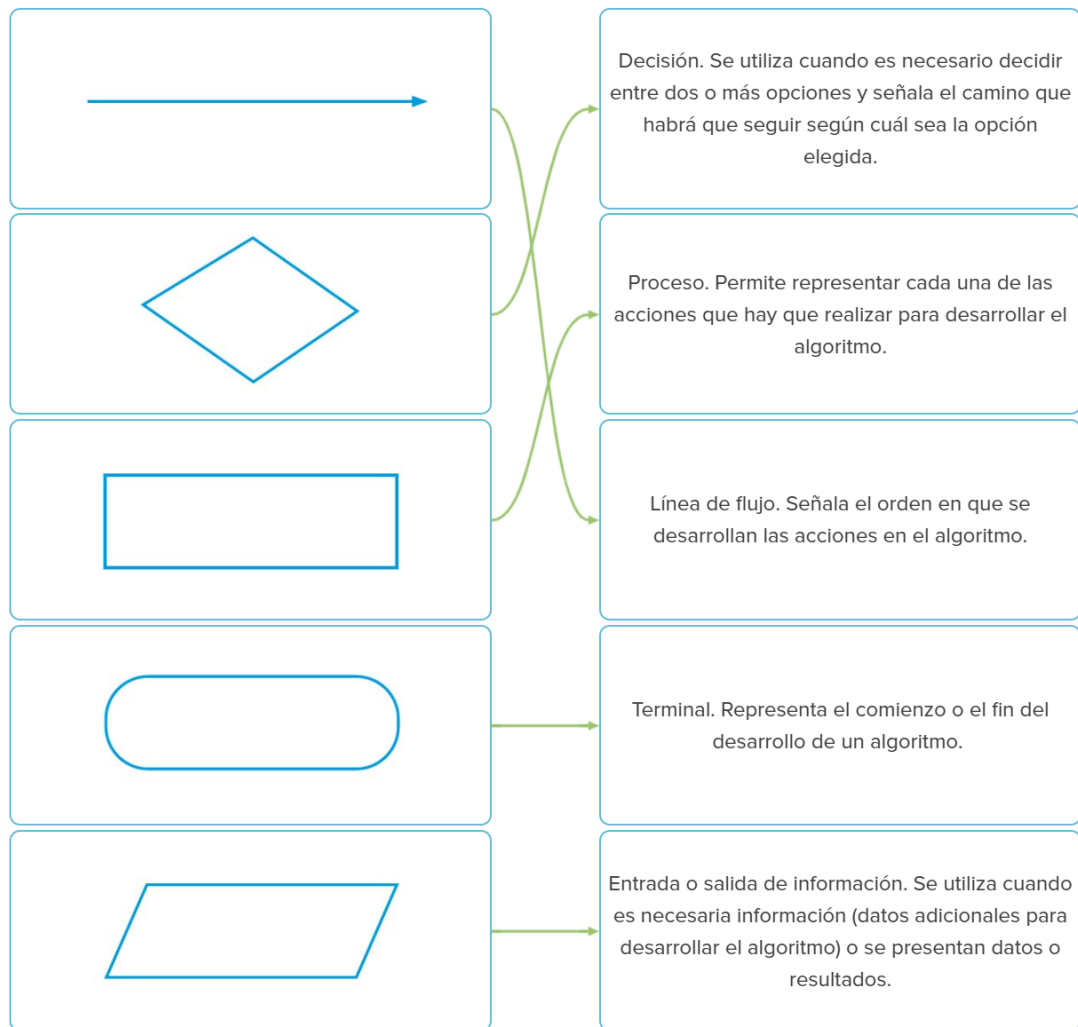 Decisión. Se utiliza cuando es necesario decidir
entre dos o más opciones y señala el camino que
habrá que seguir según cuál sea la opción
elegida.
Proceso. Permite representar cada una de las
acciones que hay que realizar para desarrollar el
algoritmo.
Línea de flujo. Señala el orden en que se
desarrollan las acciones en el algoritmo.
Terminal. Representa el comienzo o el fin del
desarrollo de un algoritmo.
Entrada o salida de información. Se utiliza cuando
es necesaria información (datos adicionales para
desarrollar el algoritmo) o se presentan datos o
resultados.